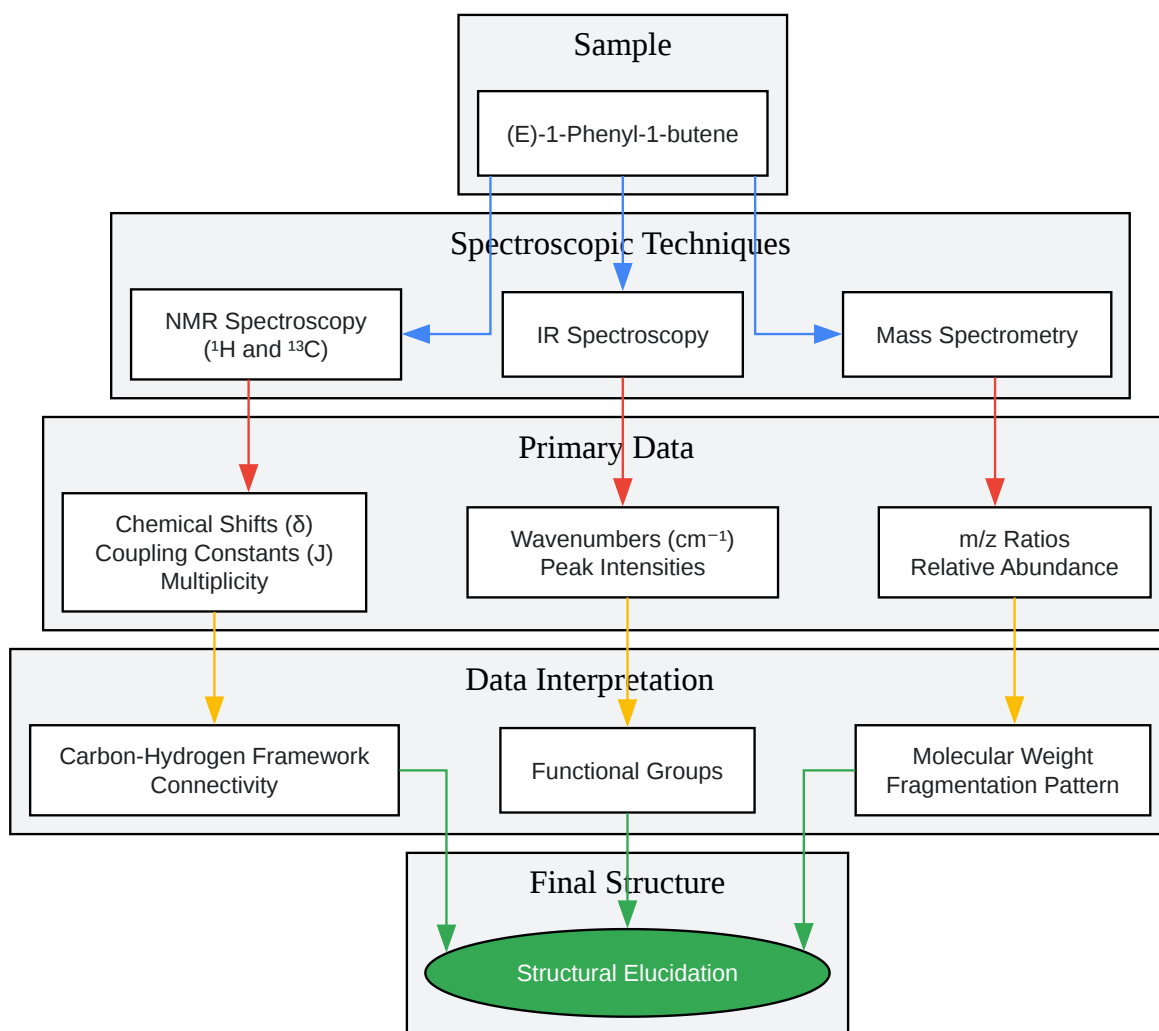 Sample
(E)-1-Phenyl-1-butene
Spectroscopic Techniques
NMR Spectroscopy
(¹H and ¹³C)
IR Spectroscopy
Mass Spectrometry
Primary Data
Chemical Shifts (δ)
Coupling Constants (J)
Multiplicity
Wavenumbers (cm⁻¹)
Peak Intensities
m/z Ratios
Relative Abundance
Data Interpretation
Carbon-Hydrogen Framework
Connectivity
Functional Groups
Molecular Weight
Fragmentation Pattern
Final Structure
Structural Elucidation